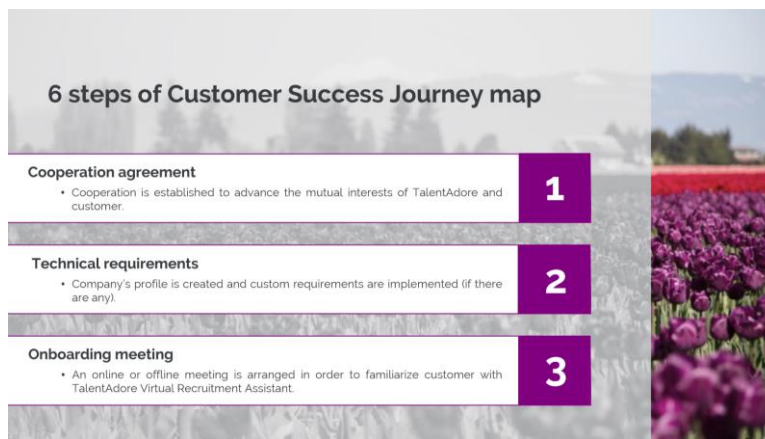 6 steps of Customer Success Journey map
Cooperation agreement
• Cooperation is established to advance the mutual interests of TalentAdore and
customer.
1
Technical requirements
• Company's profile is created and custom requirements are implemented (if there
are any).
2
Onboarding meeting
• An online or offline meeting is arranged in order to familiarize customer with
TalentAdore Virtual Recruitment Assistant.
3